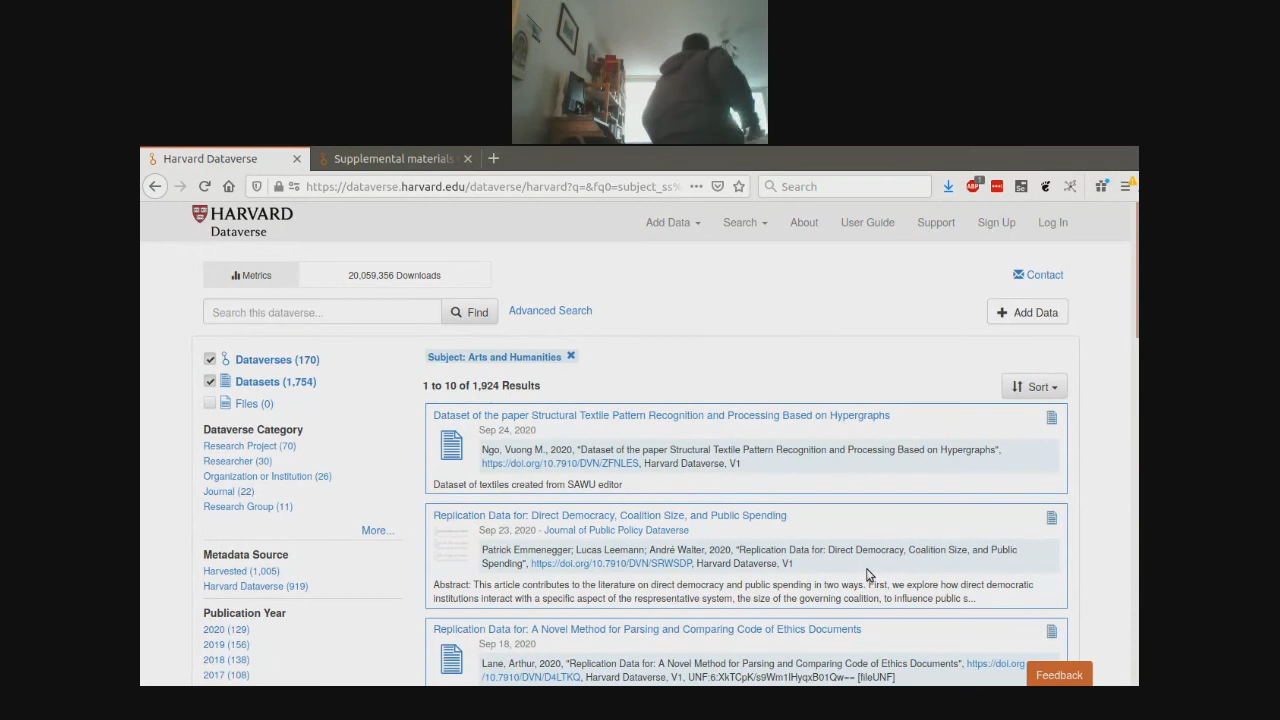 Harvard Dataverse
Supplemental materials
https://dataverse.harvard.edu/dataverse/harvard?q=&fq0=subject_ss%
Search
HARVARD
Dataverse
Add Data Search About User Guide Support Sign Up Log In
Metrics 20,059,356 Downloads
Contact
Search this dataverse... Find Advanced Search
+ Add Data
Dataverses (170)
Datasets (1,754)
Files (0)
Dataverse Category
Research Project (70)
Researcher (30)
Organization or Institution (26)
Journal (22)
Research Group (11)
More...
Metadata Source
Harvested (1,005)
Harvard Dataverse (919)
Publication Year
2020 (129)
2019 (156)
2018 (138)
2017 (108)
Subject: Arts and Humanities
1 to 10 of 1,924 Results
Sort
Dataset of the paper Structural Textile Pattern Recognition and Processing Based on Hypergraphs
Sep 24, 2020
Ngo, Vuong M., 2020, "Dataset of the paper Structural Textile Pattern Recognition and Processing Based on Hypergraphs",
https://doi.org/10.7910/DVN/ZFNLES, Harvard Dataverse, V1
Dataset of textiles created from SAWU editor
Replication Data for: Direct Democracy, Coalition Size, and Public Spending
Sep 23, 2020 - Journal of Public Policy Dataverse
Patrick Emmenegger; Lucas Leemann; André Walter, 2020, "Replication Data for: Direct Democracy, Coalition Size, and Public
Spending", https://doi.org/10.7910/DVN/SRWSDP, Harvard Dataverse, V1
Abstract: This article contributes to the literature on direct democracy and public spending in two ways. First, we explore how direct democratic
institutions interact with a specific aspect of the respresentative system, the size of the governing coalition, to influence public s...
Replication Data for: A Novel Method for Parsing and Comparing Code of Ethics Documents
Sep 18, 2020
Lane, Arthur, 2020, "Replication Data for: A Novel Method for Parsing and Comparing Code of Ethics Documents", https://doi.org
/10.7910/DVN/D4LTKQ, Harvard Dataverse, V1, UNF:6:XkTCpK/s9Wm1IHyqxB01Qw== [fileUNF]
Feedback